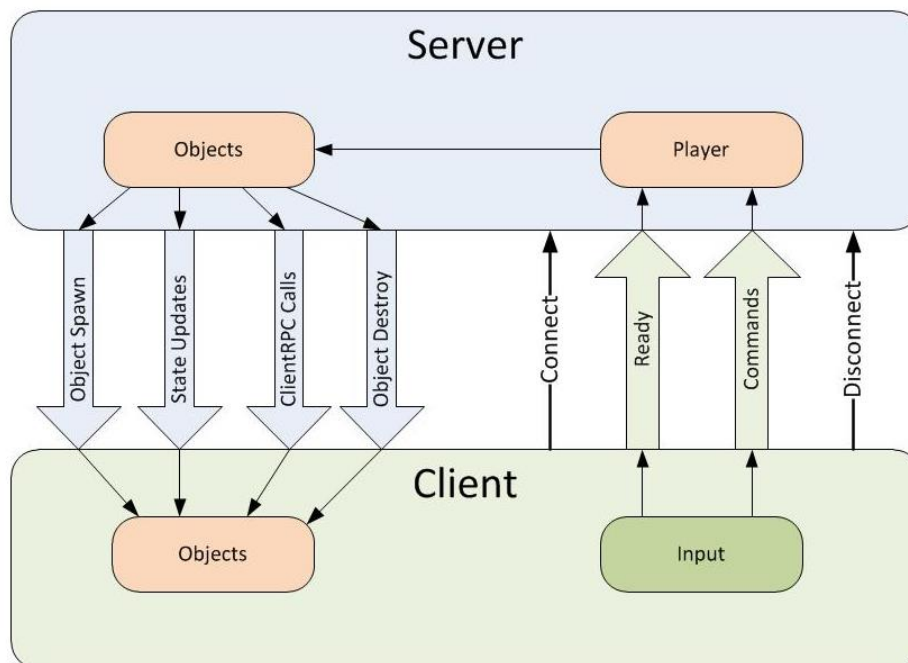 Server
Objects
Player
Object Spawn
State Updates
ClientRPC Calls
Object Destroy
Connect
Ready
Commands
Disconnect
Client
Objects
Input